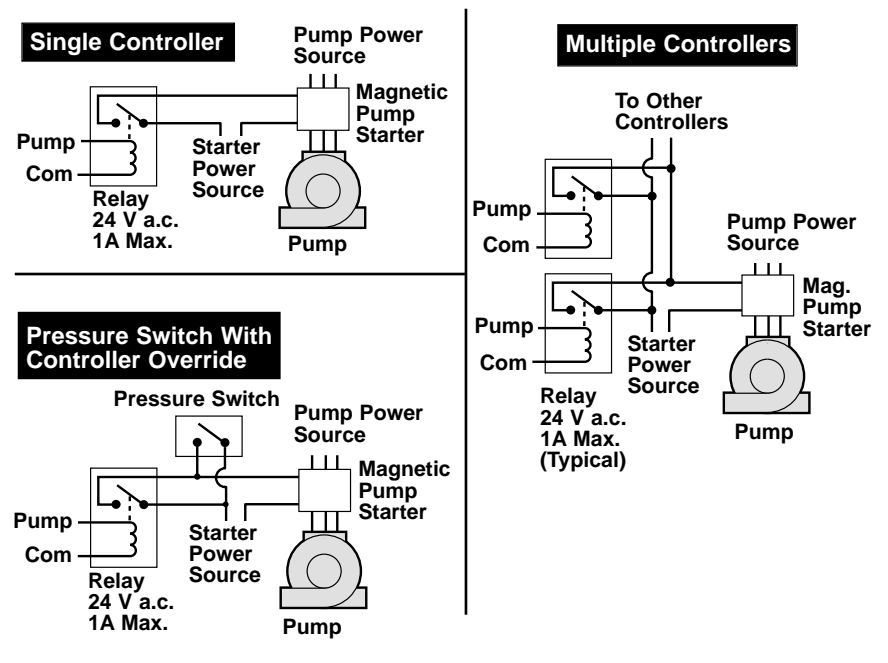 Single Controller
Pump Power
Source
Magnetic
Pump
Starter
Pump
Com
Starter
Power
Source
Relay
24 V a.c.
1A Max.
Pump
Pressure Switch With
Controller Override
Pressure Switch
Pump Power
Source
Magnetic
Pump
Starter
Pump
Com
Starter
Power
Source
Relay
24 V a.c.
1A Max.
Pump
Multiple Controllers
To Other
Controllers
Pump
Com
Pump Power
Source
Mag.
Pump
Starter
Pump
Com
Starter
Power
Source
Relay
24 V a.c.
1A Max.
(Typical)
Pump